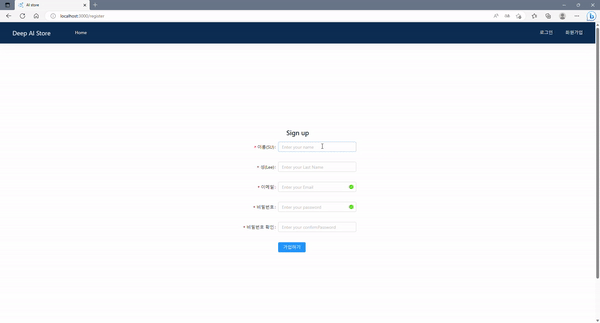 AI store
localhost:3000/register
Deep AI Store
Home
로그인
회원가입
Sign up
* 이름(SJ):
Enter your name
* 성(Lee):
Enter your Last Name
* 이메일:
Enter your Email
* 비밀번호:
Enter your password
* 비밀번호 확인:
Enter your confirmPassword
가입하기